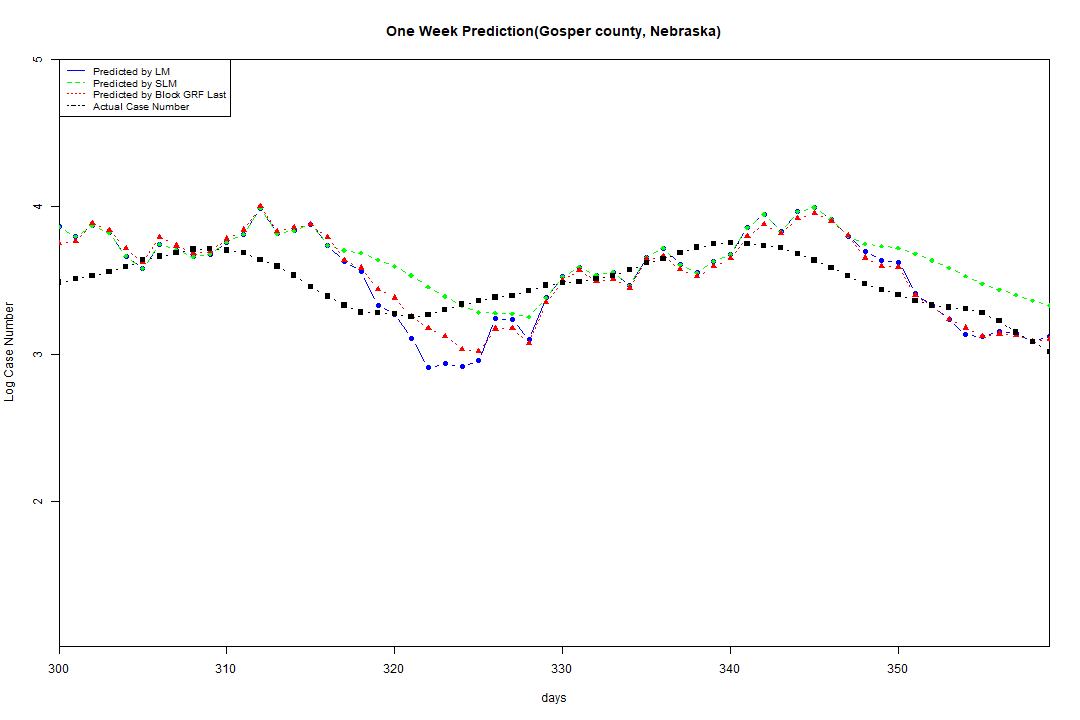 One Week Prediction(Gosper county, Nebraska)
5
Predicted by LM
Predicted by SLM
Predicted by Block GRF Last
Actual Case Number
4
3
2
Log Case Number
300 310 320 330 340 350
days